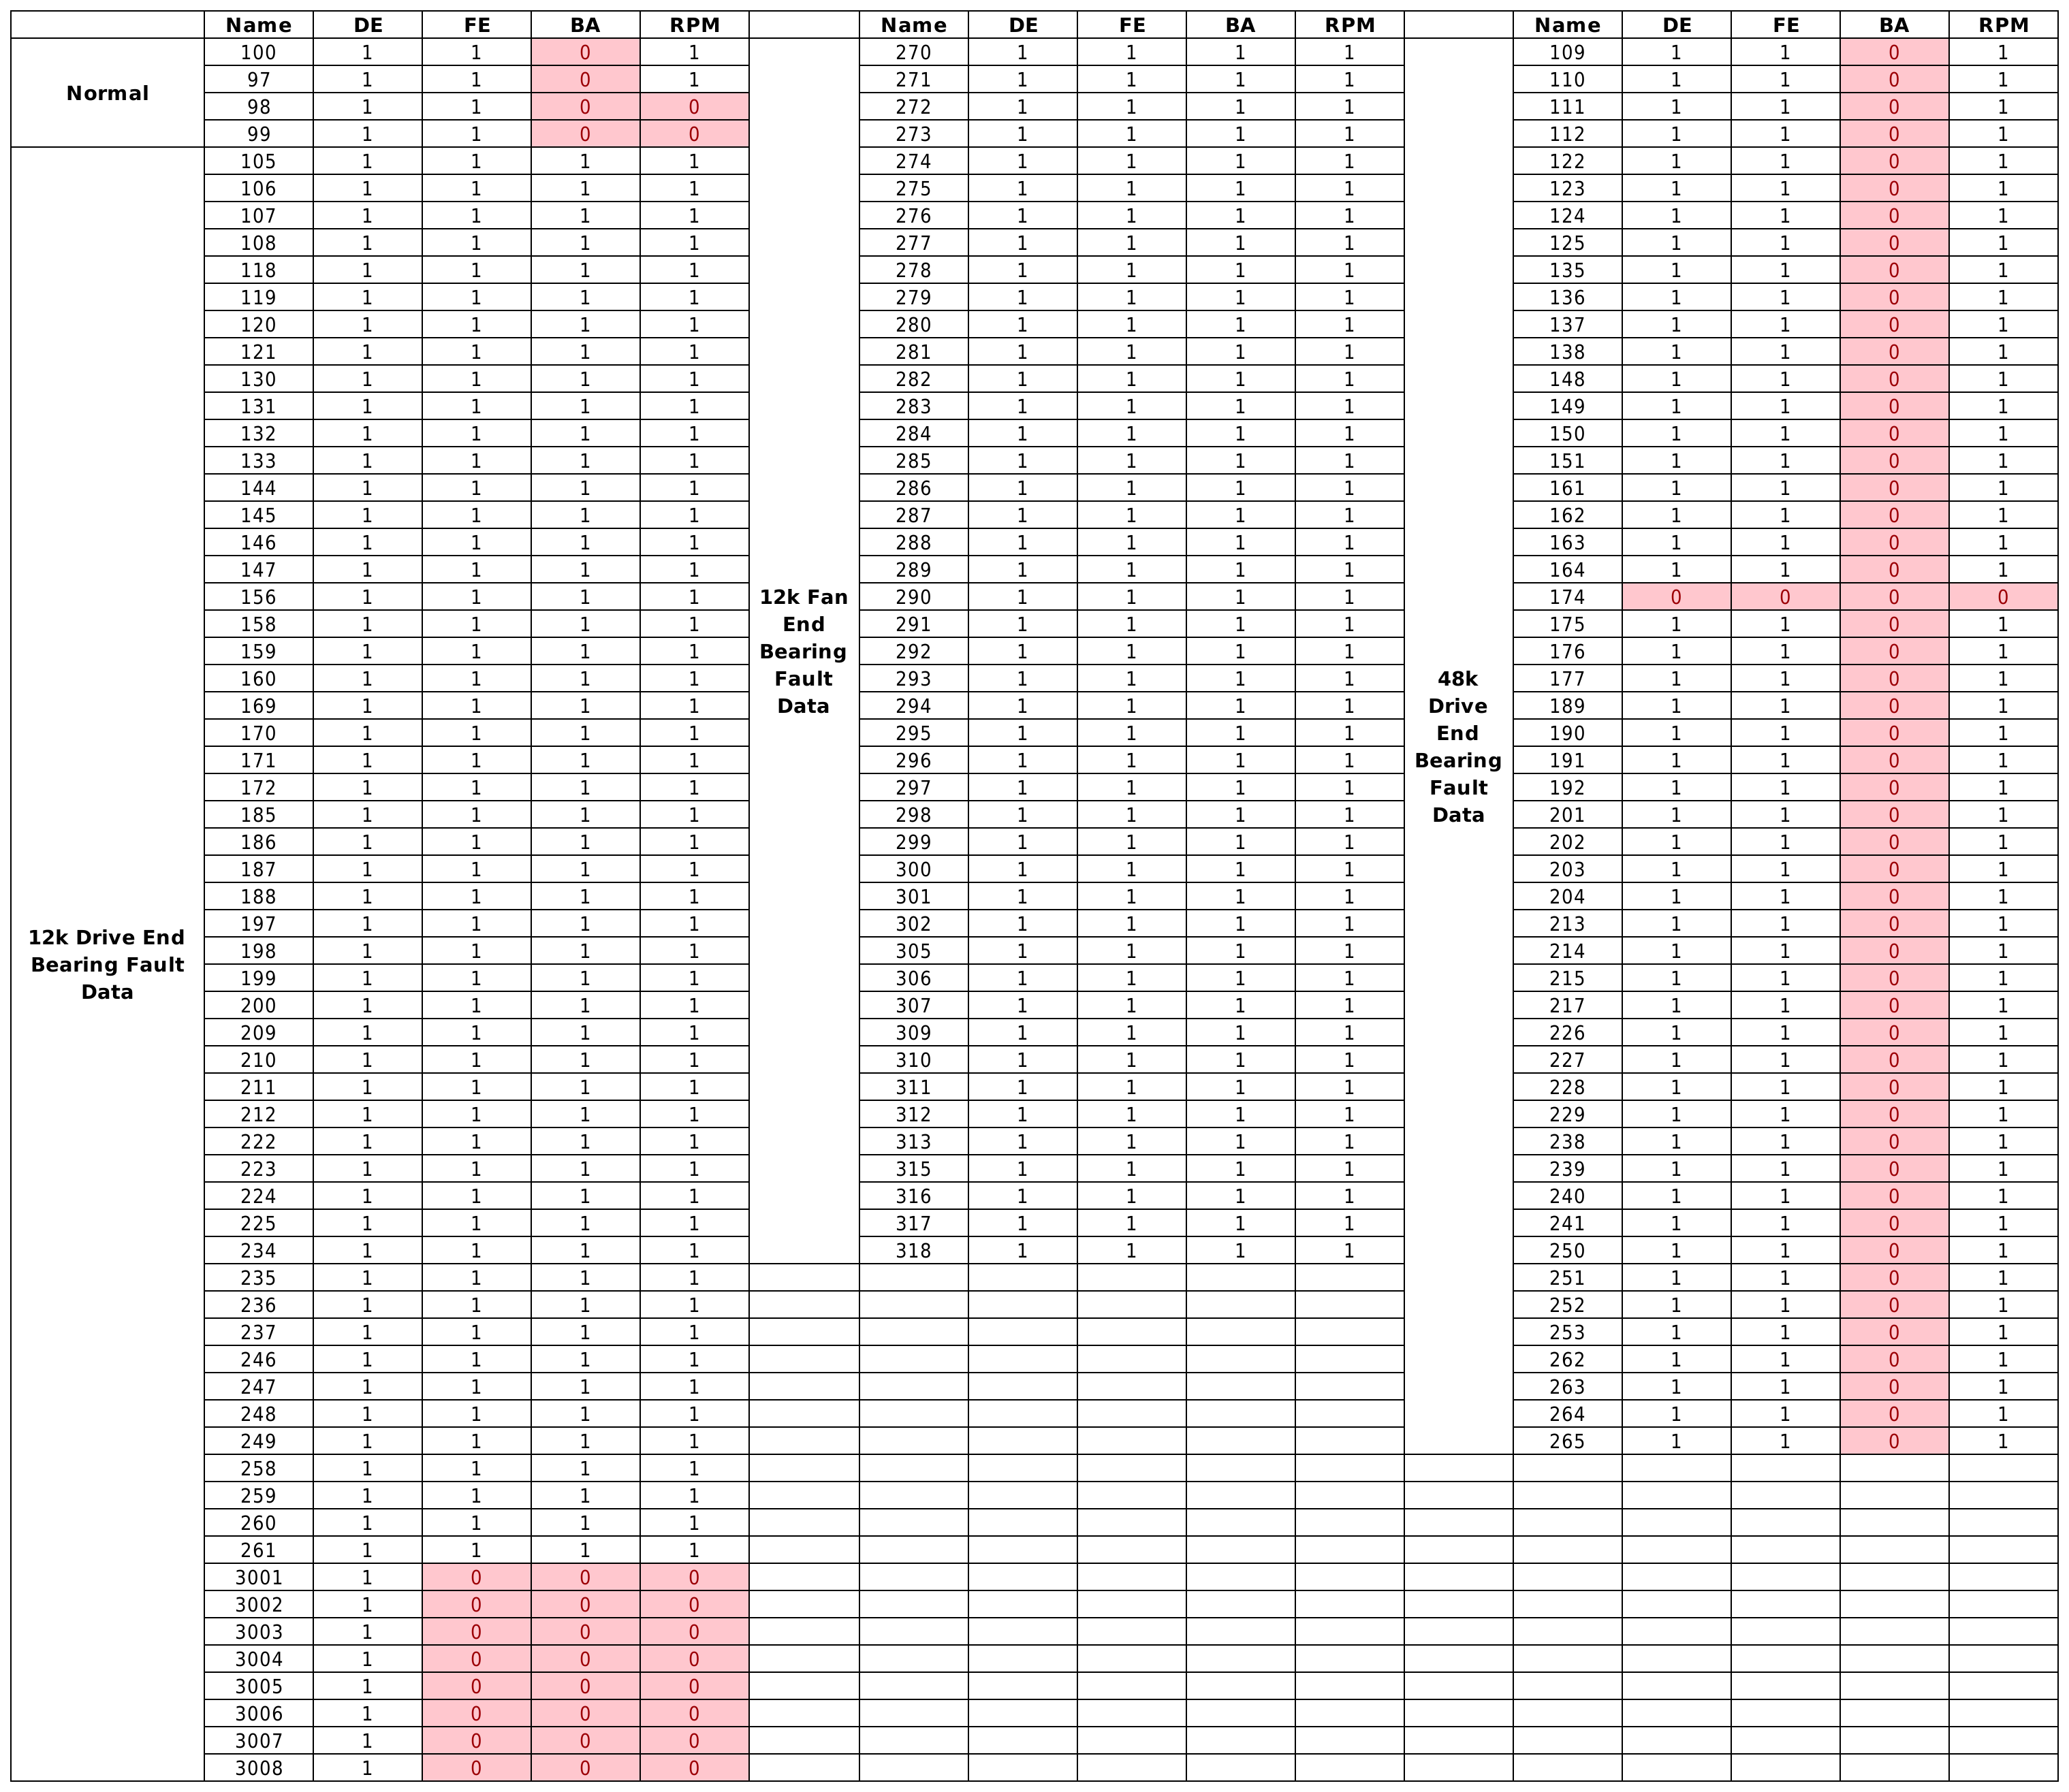 Name DE FE BA RPM Name DE FE BA RPM Name DE FE BA RPM
Normal 100 1 1 0 1 12k Fan End Bearing Fault Data 270 1 1 1 1 48k Drive End Bearing Fault Data 109 1 1 0 1
97 1 1 0 1 271 1 1 1 1 110 1 1 0 1
98 1 1 0 0 272 1 1 1 1 111 1 1 0 1
99 1 1 0 0 273 1 1 1 1 112 1 1 0 1
12k Drive End Bearing Fault Data 105 1 1 1 1 274 1 1 1 1 122 1 1 0 1
106 1 1 1 1 275 1 1 1 1 123 1 1 0 1
107 1 1 1 1 276 1 1 1 1 124 1 1 0 1
108 1 1 1 1 277 1 1 1 1 125 1 1 0 1
118 1 1 1 1 278 1 1 1 1 135 1 1 0 1
119 1 1 1 1 279 1 1 1 1 136 1 1 0 1
120 1 1 1 1 280 1 1 1 1 137 1 1 0 1
121 1 1 1 1 281 1 1 1 1 138 1 1 0 1
130 1 1 1 1 282 1 1 1 1 148 1 1 0 1
131 1 1 1 1 283 1 1 1 1 149 1 1 0 1
132 1 1 1 1 284 1 1 1 1 150 1 1 0 1
133 1 1 1 1 285 1 1 1 1 151 1 1 0 1
144 1 1 1 1 286 1 1 1 1 161 1 1 0 1
145 1 1 1 1 287 1 1 1 1 162 1 1 0 1
146 1 1 1 1 288 1 1 1 1 163 1 1 0 1
147 1 1 1 1 289 1 1 1 1 164 1 1 0 1
156 1 1 1 1 290 1 1 1 1 174 0 0 0 0
158 1 1 1 1 291 1 1 1 1 175 1 1 0 1
159 1 1 1 1 292 1 1 1 1 176 1 1 0 1
160 1 1 1 1 293 1 1 1 1 177 1 1 0 1
169 1 1 1 1 294 1 1 1 1 189 1 1 0 1
170 1 1 1 1 295 1 1 1 1 190 1 1 0 1
171 1 1 1 1 296 1 1 1 1 191 1 1 0 1
172 1 1 1 1 297 1 1 1 1 192 1 1 0 1
185 1 1 1 1 298 1 1 1 1 201 1 1 0 1
186 1 1 1 1 299 1 1 1 1 202 1 1 0 1
187 1 1 1 1 300 1 1 1 1 203 1 1 0 1
188 1 1 1 1 301 1 1 1 1 204 1 1 0 1
197 1 1 1 1 302 1 1 1 1 213 1 1 0 1
198 1 1 1 1 305 1 1 1 1 214 1 1 0 1
199 1 1 1 1 306 1 1 1 1 215 1 1 0 1
200 1 1 1 1 307 1 1 1 1 217 1 1 0 1
209 1 1 1 1 309 1 1 1 1 226 1 1 0 1
210 1 1 1 1 310 1 1 1 1 227 1 1 0 1
211 1 1 1 1 311 1 1 1 1 228 1 1 0 1
212 1 1 1 1 312 1 1 1 1 229 1 1 0 1
222 1 1 1 1 313 1 1 1 1 238 1 1 0 1
223 1 1 1 1 315 1 1 1 1 239 1 1 0 1
224 1 1 1 1 316 1 1 1 1 240 1 1 0 1
225 1 1 1 1 317 1 1 1 1 241 1 1 0 1
234 1 1 1 1 318 1 1 1 1 250 1 1 0 1
235 1 1 1 1 251 1 1 0 1
236 1 1 1 1 252 1 1 0 1
237 1 1 1 1 253 1 1 0 1
246 1 1 1 1 262 1 1 0 1
247 1 1 1 1 263 1 1 0 1
248 1 1 1 1 264 1 1 0 1
249 1 1 1 1 265 1 1 0 1
258 1 1 1 1
259 1 1 1 1
260 1 1 1 1
261 1 1 1 1
3001 1 0 0 0
3002 1 0 0 0
3003 1 0 0 0
3004 1 0 0 0
3005 1 0 0 0
3006 1 0 0 0
3007 1 0 0 0
3008 1 0 0 0